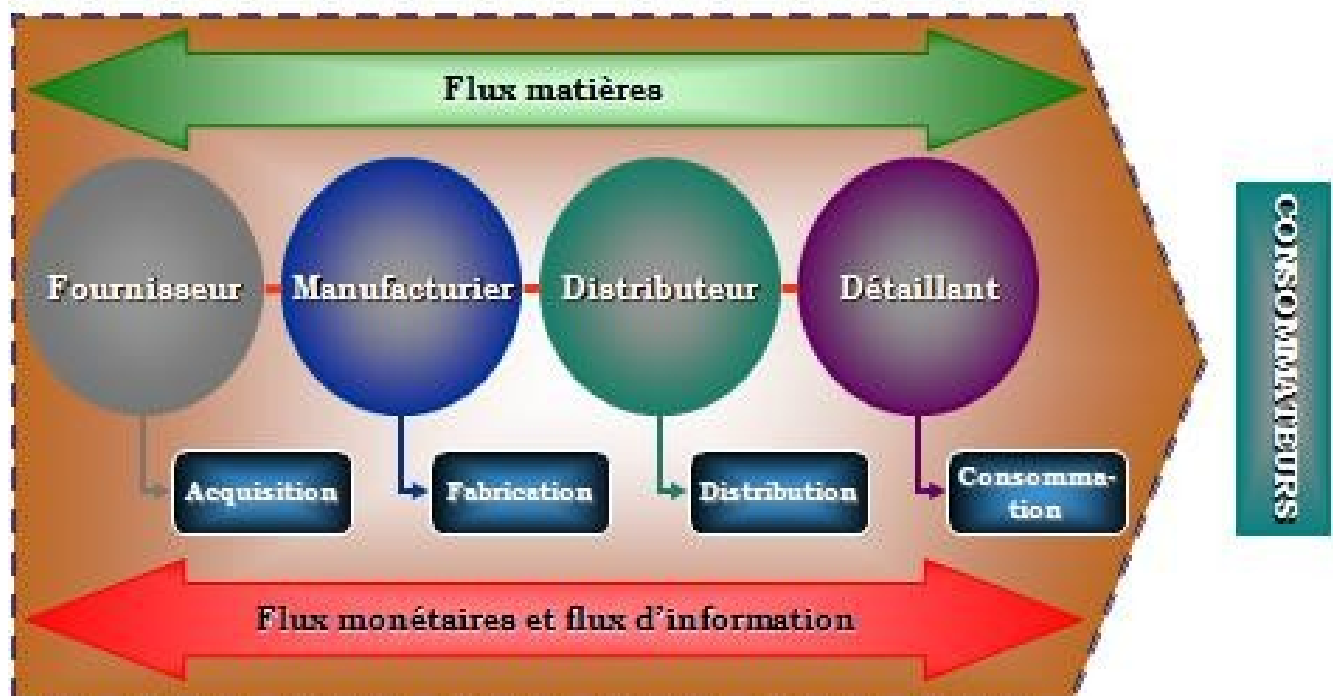 Flux matières
Fournisseur
Manufacturier
Distributeur
Détaillant
CONSOMMATEURS
Acquisition
Fabrication
Distribution
Consomma-
tion
Flux monétaires et flux d'information